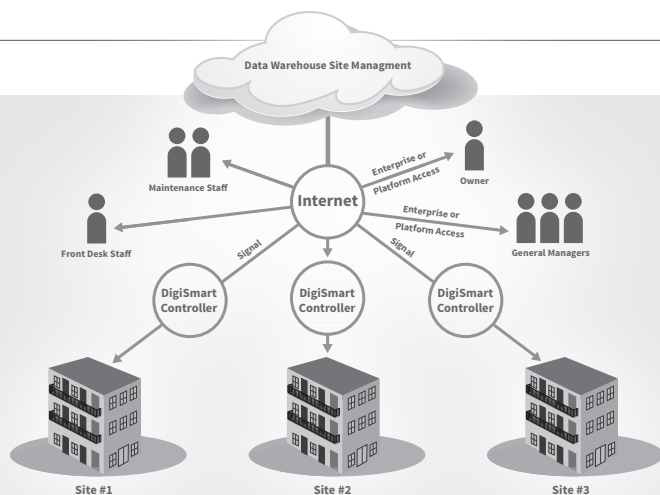 Data Warehouse Site Managment
Maintenance Staff
Enterprise or
Platform Access
Owner
Internet
Front Desk Staff
Enterprise or
Platform Access
General Managers
Signal
Signal
DigiSmart
Controller
DigiSmart
Controller
DigiSmart
Controller
Site #1
Site #2
Site #3